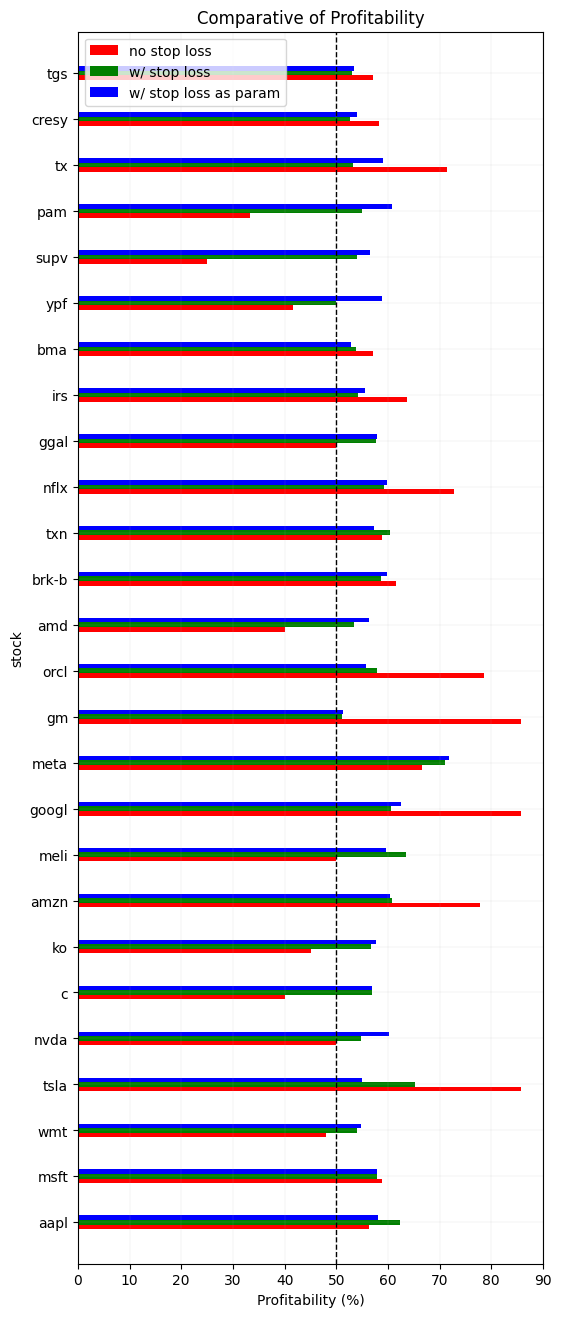 Comparative of Profitability
no stop loss
w/ stop loss
w/ stop loss as param
tgs
cresy
tx
pam
supv
ypf
bma
irs
ggal
nflx
txn
brk-b
amd
orcl
gm
meta
googl
meli
amzn
ko
c
nvda
tsla
wmt
msft
aapl
stock
0 10 20 30 40 50 60 70 80 90
Profitability (%)